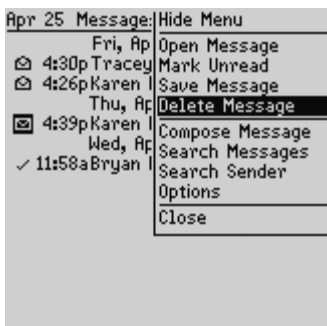 Apr 25 Message:
Fri, Ap
4:30p Tracey
4:26p Karen
Thu, Ap
4:39p Karen
Wed, Ap
11:58a Bryan
Hide Menu
Open Message
Mark Unread
Save Message
Delete Message
Compose Message
Search Messages
Search Sender
Options
Close